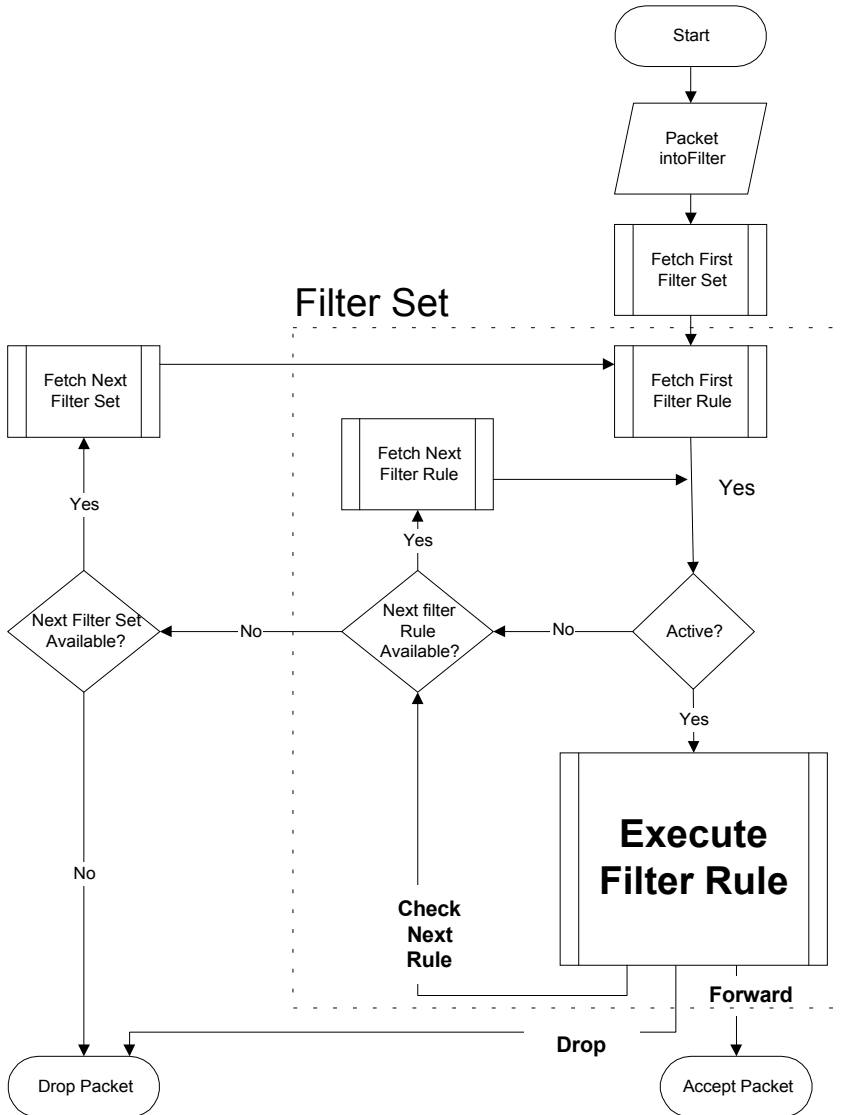 Start
Packet
intoFilter
Fetch First
Filter Set
Filter Set
Fetch Next
Filter Set
Fetch First
Filter Rule
Fetch Next
Filter Rule
Yes
Yes
Yes
Next Filter Set
Available?
No
Next filter
Rule
Available?
No
Active?
Yes
Execute
Filter Rule
No
Check
Next
Rule
Forward
Drop
Drop Packet
Accept Packet